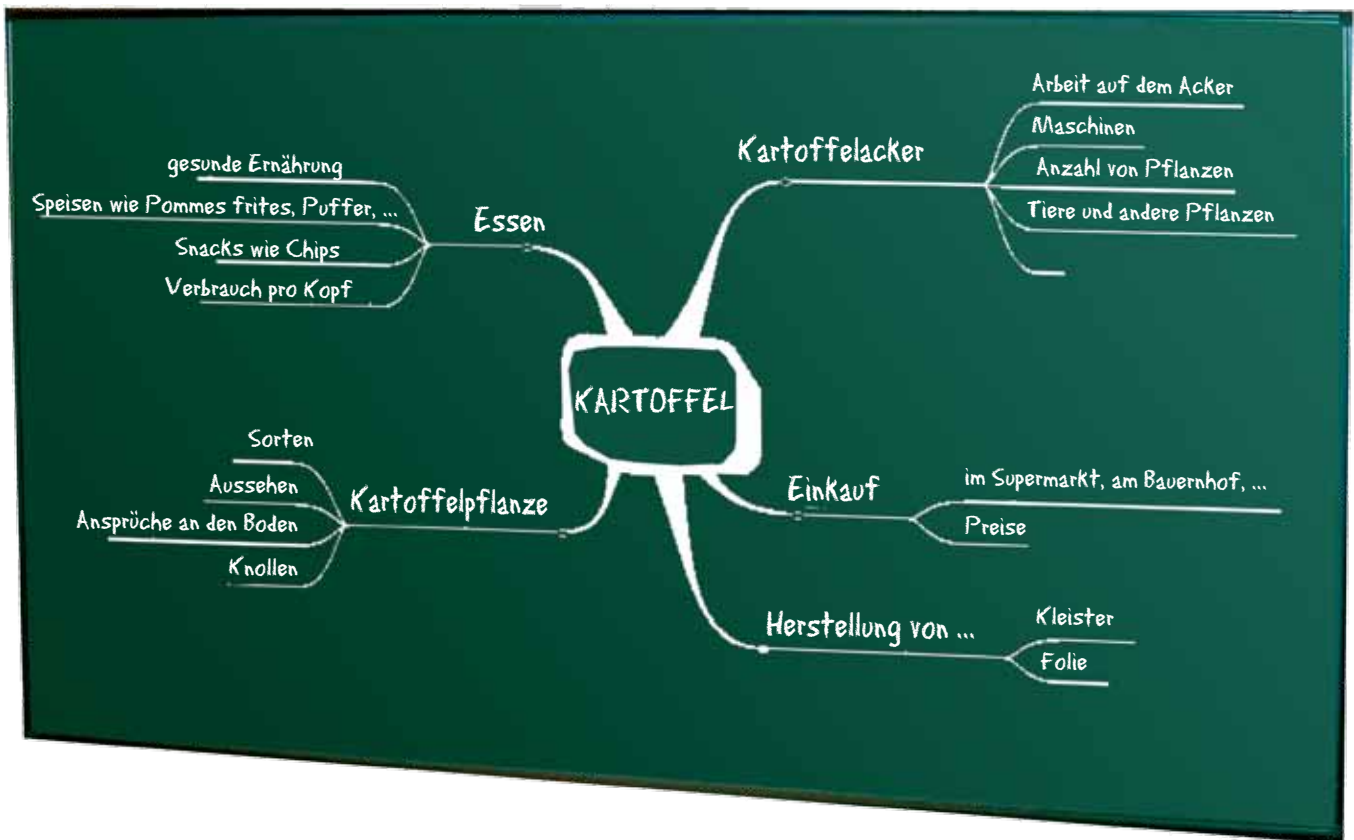 KARTOFFEL
Essen
gesunde Ernährung
Speisen wie Pommes frites, Puffer, ...
Snacks wie Chips
Verbrauch pro Kopf
Kartoffelacker
Arbeit auf dem Acker
Maschinen
Anzahl von Pflanzen
Tiere und andere Pflanzen
Kartoffelpflanze
Sorten
Aussehen
Ansprüche an den Boden
Knollen
Einkauf
im Supermarkt, am Bauernhof, ...
Preise
Herstellung von ...
Kleister
Folie